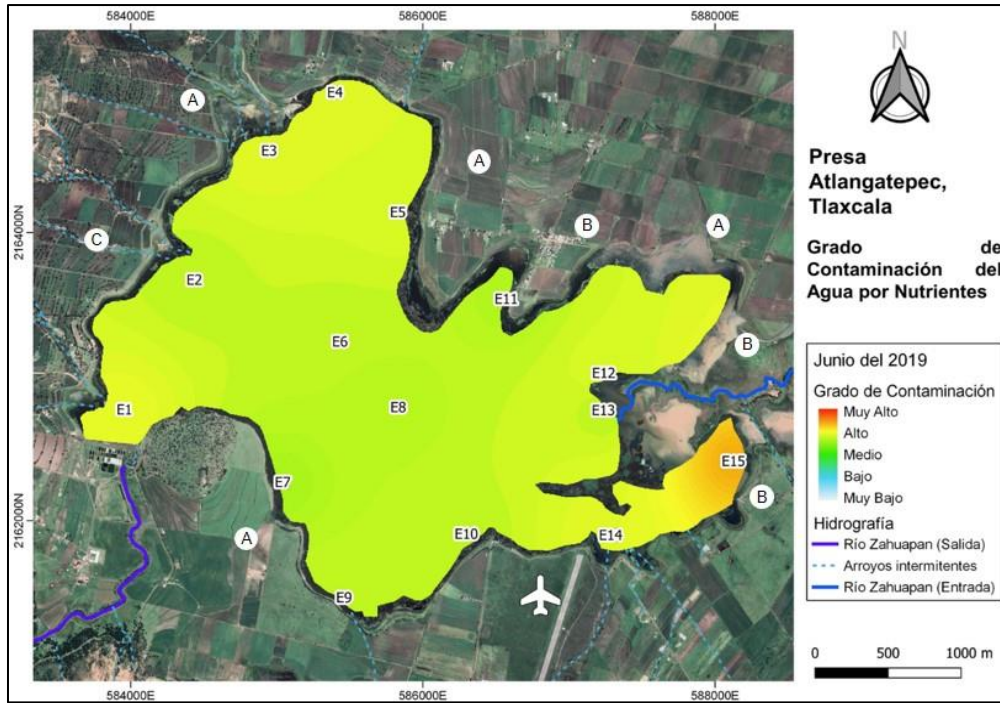 584000E 586000E 588000E
2164000N
2162000N
E4
A
E3
A
E5
B
A
C
E2
E11
E6
B
E12
E13
E8
E1
E15
E7
B
A
E10
E14
E9
584000E 586000E 588000E
N
Presa
Atlangatepec,
Tlaxcala
Grado de
Contaminación del
Agua por Nutrientes
Junio del 2019
Grado de Contaminación
Muy Alto
Alto
Medio
Bajo
Muy Bajo
Hidrografía
Río Zahuapan (Salida)
Arroyos intermitentes
Río Zahuapan (Entrada)
0 500 1000 m